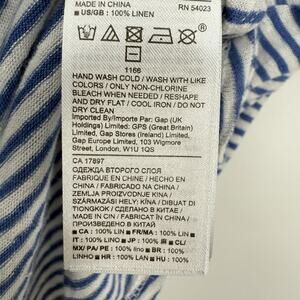 MADE IN CHINA RN 54023
■ US/GB : 100% LINEN
1166
HAND WASH COLD / WASH WITH LIKE
COLORS / ONLY NON-CHLORINE
BLEACH WHEN NEEDED / RESHAPE
AND DRY FLAT / COOL IRON / DO NOT
DRY CLEAN
Imported By/Importe Par: Gap (UK
Holdings) Limited: GPS (Great Britain)
Limited, Gap Stores (Ireland) Limited,
Gap Europe Limited, 103 Wigmore
Street, London, W1U 1QS
CA 17897
ОДЕЖДА ВТОРОГО СЛОЯ
FABRIQUE EN CHINE / HECHO EN
CHINA / FABRICADO NA CHINA /
ZEMLJA PROIZVODNJE KINA /
SZÁRMAZÁSI HELY: KÍNA / DIBUAT DI
TIONGKOK / СДЕЛАНО В КИТАЕ /
MADE IN CIN / FABRICAT ÎN CHINA /
■ CA : 100% LIN ■ FR/MA : 100% LIN ■
IT : 100% LINO ■ JP : 100% 麻 ■ CL/
MX/ PA/ PE : 100% lino ■ BR : 100%
LINHO ■ HR : 100% LAN ■ HU : 100%